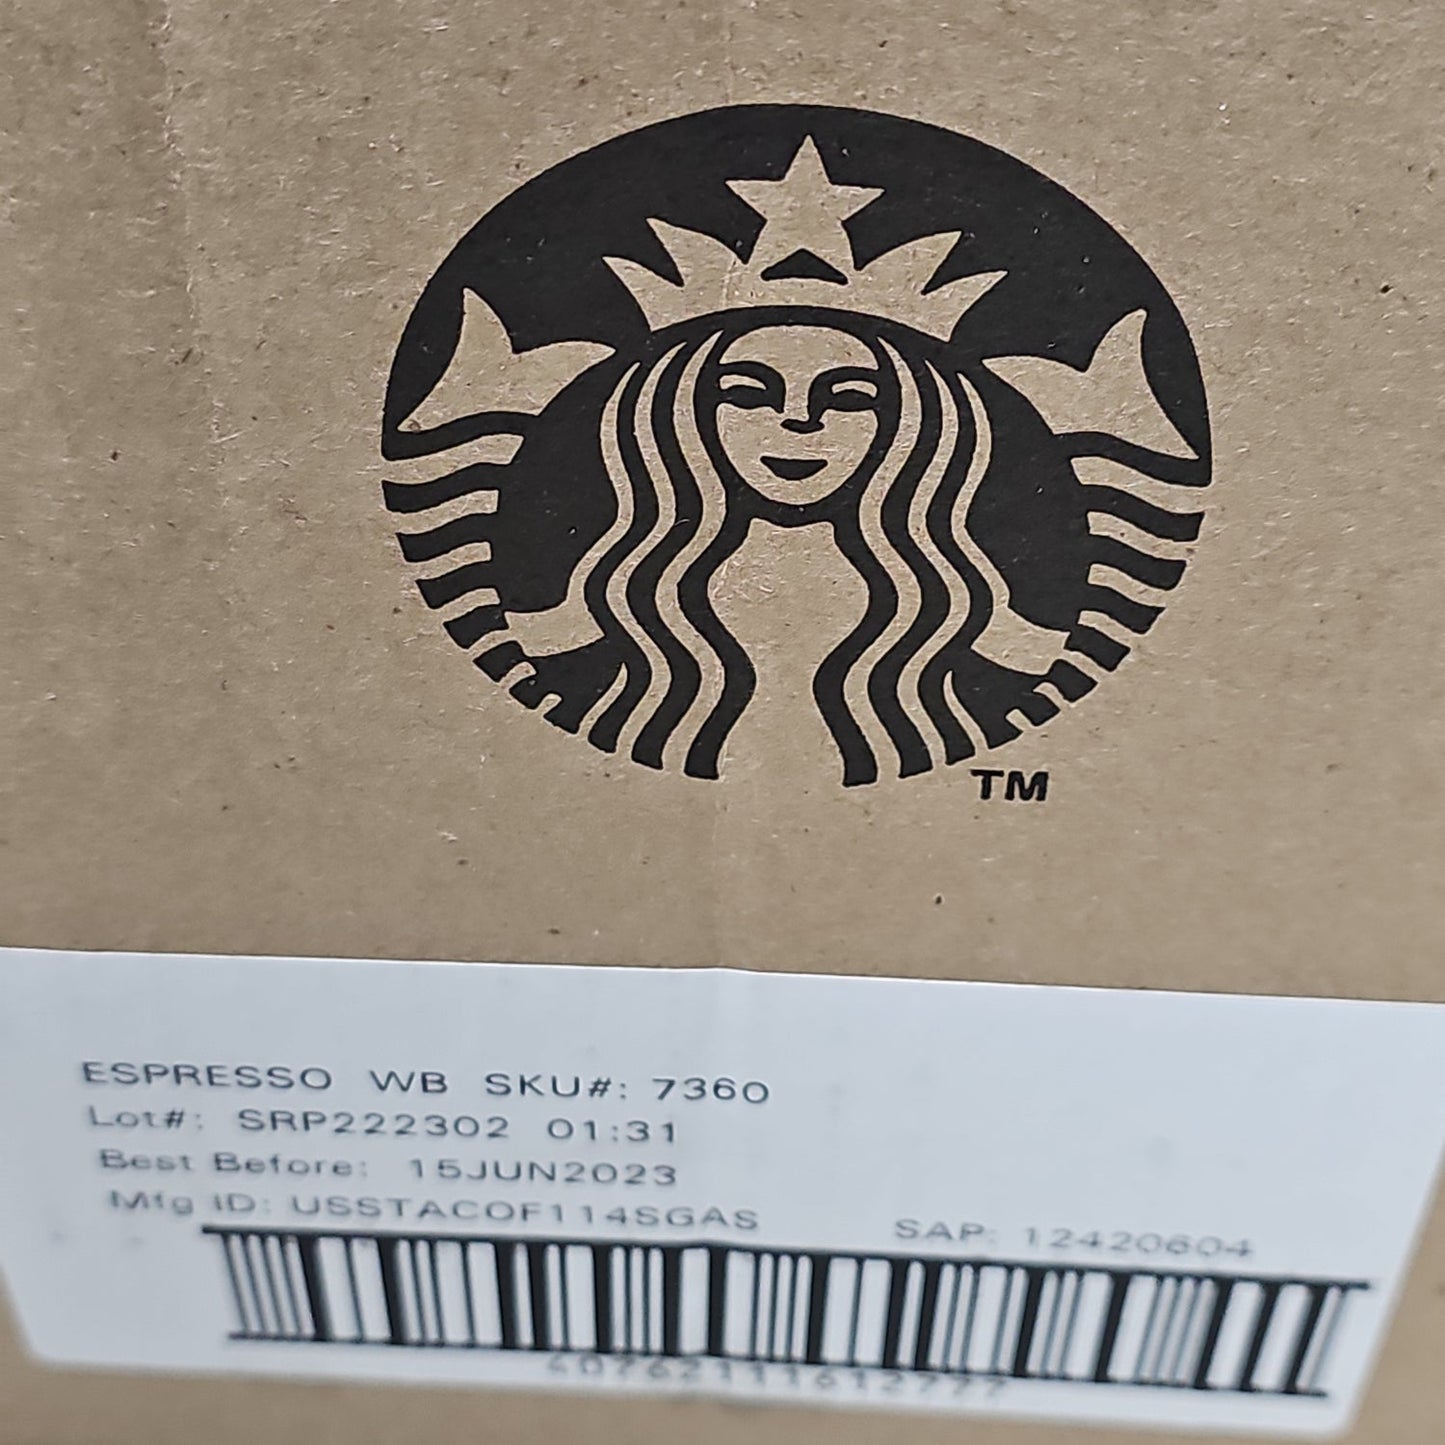 TM
ESPRESSO WB SKU#: 7360
Lot#: SRP222302 01:31
Best Before: 15JUN2023
Mfg ID: USSTACOF114SGAS SAP: 12420604